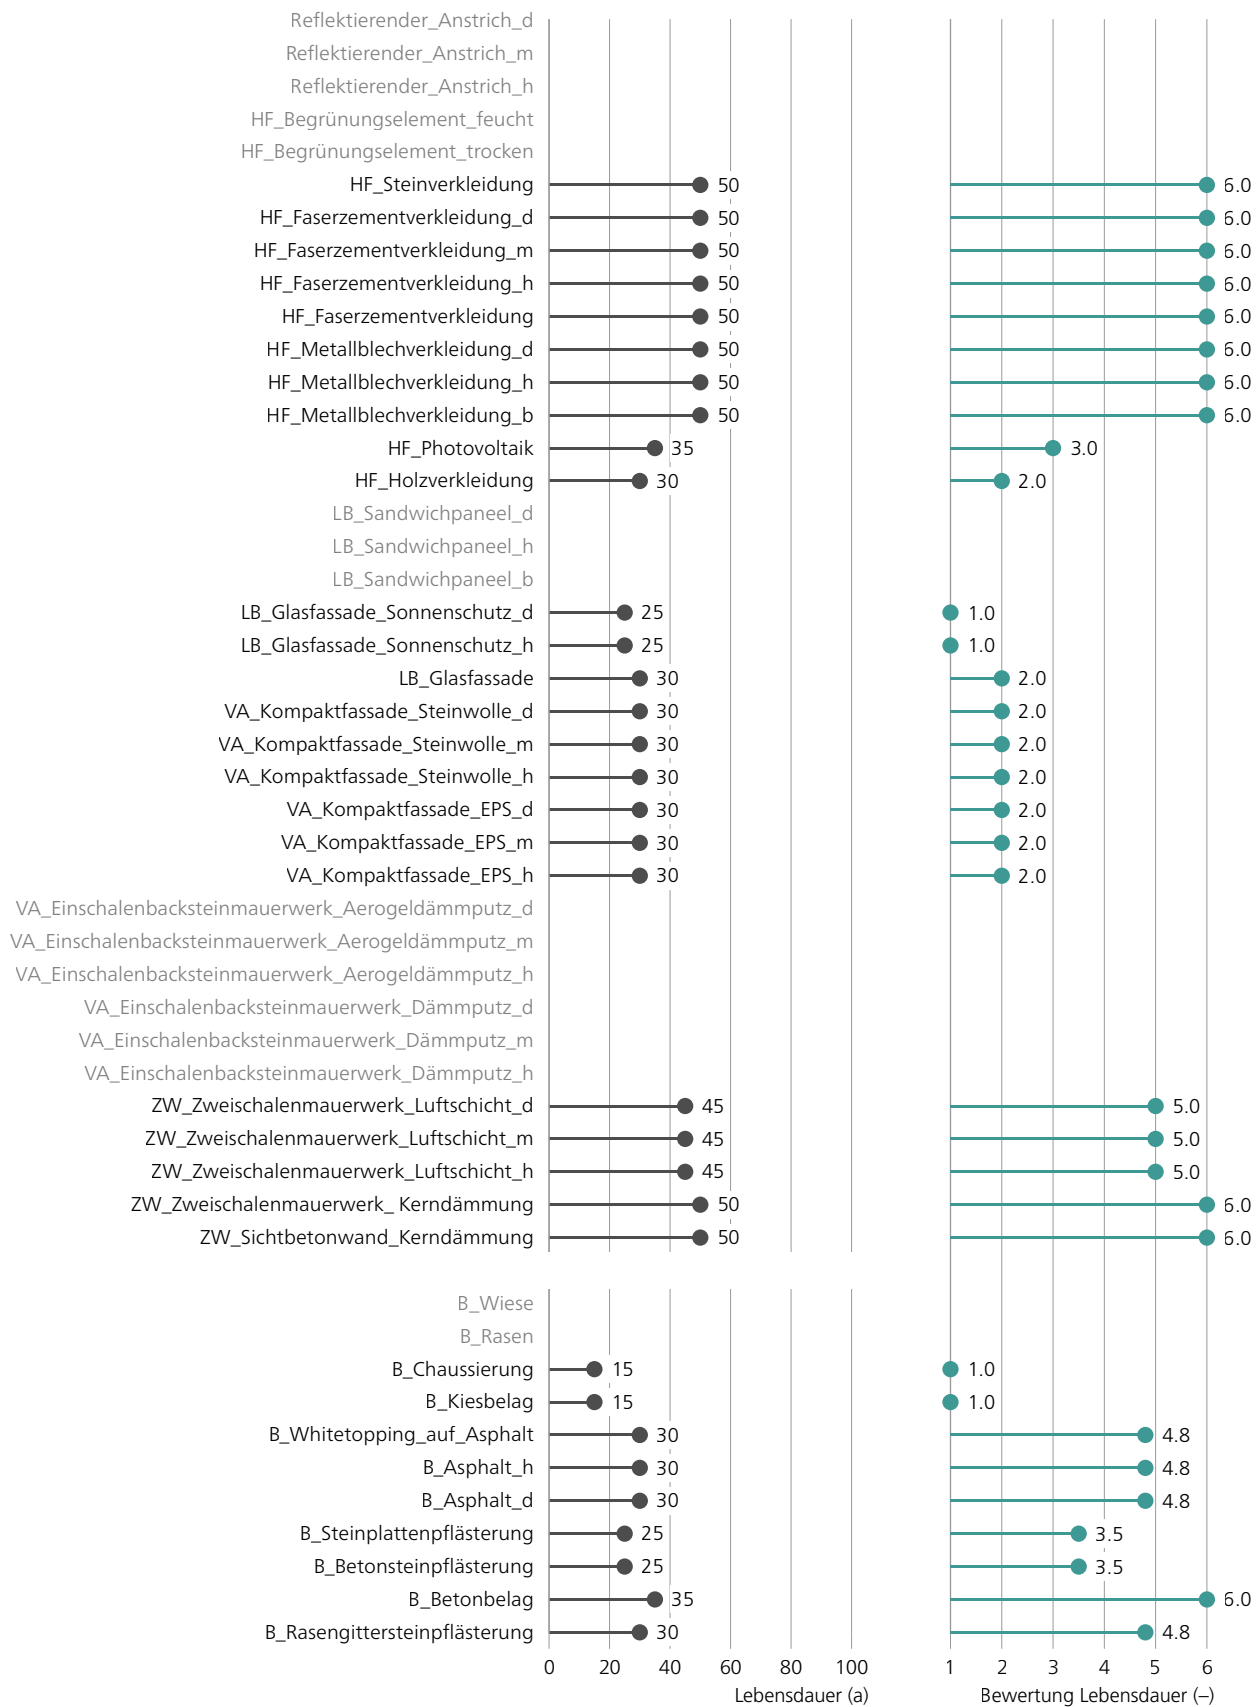 Reflektierender_Anstrich_d
Reflektierender_Anstrich_m
Reflektierender_Anstrich_h
HF_Begrünungselement_feucht
HF_Begrünungselement_trocken
HF_Steinverkleidung 50 6.0
HF_Faserzementverkleidung_d 50 6.0
HF_Faserzementverkleidung_m 50 6.0
HF_Faserzementverkleidung_h 50 6.0
HF_Faserzementverkleidung 50 6.0
HF_Metallblechverkleidung_d 50 6.0
HF_Metallblechverkleidung_h 50 6.0
HF_Metallblechverkleidung_b 50 6.0
HF_Photovoltaik 35 3.0
HF_Holzverkleidung 30 2.0
LB_Sandwichpaneel_d
LB_Sandwichpaneel_h
LB_Sandwichpaneel_b
LB_Glasfassade_Sonnenschutz_d 25 1.0
LB_Glasfassade_Sonnenschutz_h 25 1.0
LB_Glasfassade 30 2.0
VA_Kompaktfassade_Steinwolle_d 30 2.0
VA_Kompaktfassade_Steinwolle_m 30 2.0
VA_Kompaktfassade_Steinwolle_h 30 2.0
VA_Kompaktfassade_EPS_d 30 2.0
VA_Kompaktfassade_EPS_m 30 2.0
VA_Kompaktfassade_EPS_h 30 2.0
VA_Einschalenbacksteinmauerwerk_Aerogeldämmputz_d
VA_Einschalenbacksteinmauerwerk_Aerogeldämmputz_m
VA_Einschalenbacksteinmauerwerk_Aerogeldämmputz_h
VA_Einschalenbacksteinmauerwerk_Dämmputz_d
VA_Einschalenbacksteinmauerwerk_Dämmputz_m
VA_Einschalenbacksteinmauerwerk_Dämmputz_h
ZW_Zweischalenmauerwerk_Luftschicht_d 45 5.0
ZW_Zweischalenmauerwerk_Luftschicht_m 45 5.0
ZW_Zweischalenmauerwerk_Luftschicht_h 45 5.0
ZW_Zweischalenmauerwerk_ Kerndämmung 50 6.0
ZW_Sichtbetonwand_Kerndämmung 50 6.0
B_Wiese
B_Rasen
B_Chaussierung 15 1.0
B_Kiesbelag 15 1.0
B_Whitetopping_auf_Asphalt 30 4.8
B_Asphalt_h 30 4.8
B_Asphalt_d 30 4.8
B_Steinplattenpflästerung 25 3.5
B_Betonsteinpflästerung 25 3.5
B_Betonbelag 35 6.0
B_Rasengittersteinpflästerung 30 4.8
0 20 40 60 80 100 1 2 3 4 5 6
Lebensdauer (a) Bewertung Lebensdauer (–)